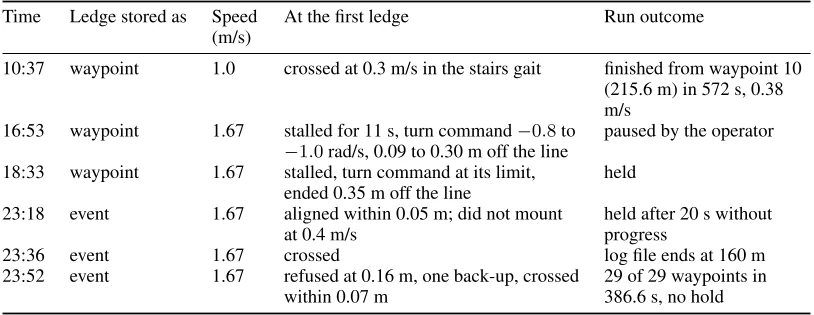 Time Ledge stored as Speed (m/s) At the first ledge Run outcome
10:37 waypoint 1.0 crossed at 0.3 m/s in the stairs gait finished from waypoint 10 (215.6 m) in 572 s, 0.38 m/s
16:53 waypoint 1.67 stalled for 11 s, turn command −0.8 to −1.0 rad/s, 0.09 to 0.30 m off the line paused by the operator
18:33 waypoint 1.67 stalled, turn command at its limit, ended 0.35 m off the line held
23:18 event 1.67 aligned within 0.05 m; did not mount at 0.4 m/s held after 20 s without progress
23:36 event 1.67 crossed log file ends at 160 m
23:52 event 1.67 refused at 0.16 m, one back-up, crossed within 0.07 m 29 of 29 waypoints in 386.6 s, no hold